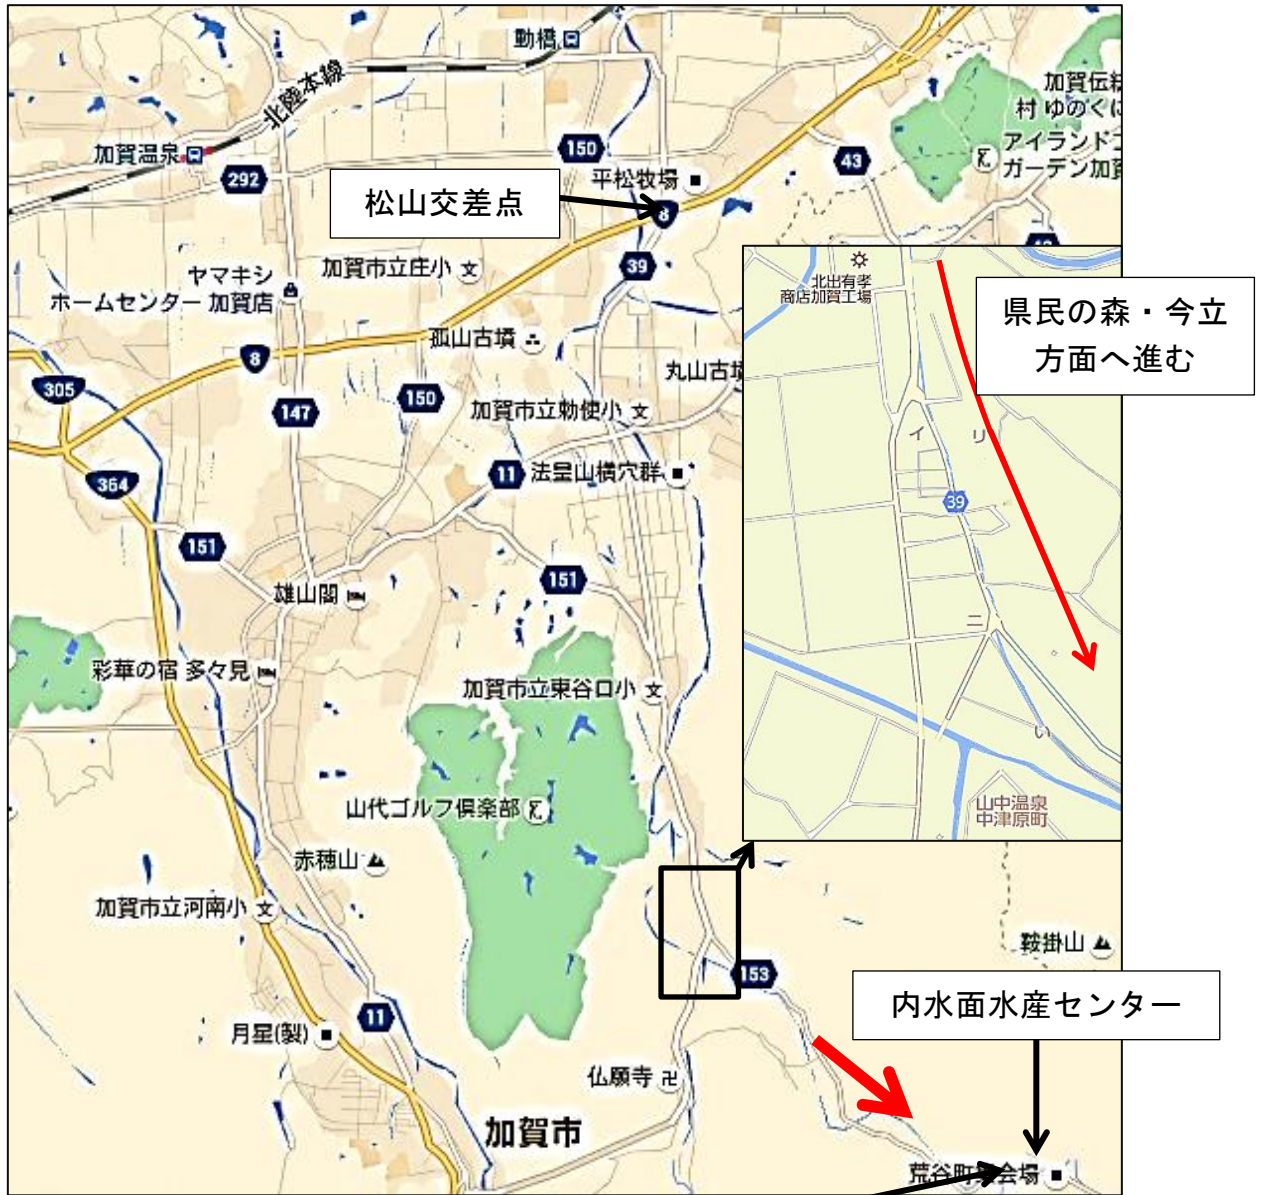 動橋
北陸本線
加賀伝統
村 ゆのくに
アイランド
ガーデン加賀
加賀温泉
150
43
292
平松牧場
松山交差点
8
39
加賀市立庄小
ヤマキシ
ホームセンター 加賀店
北出有孝
商店加賀工場
県民の森・今立
方面へ進む
孤山古墳
8
丸山古墳
305
150
147
加賀市立勅使小
イ
リ
364
11
法皇山横穴群
39
151
151
雄山閣
ニ
彩華の宿 多々見
加賀市立東谷口小
い
山代ゴルフ倶楽部
山中温泉
中津原町
赤穂山
加賀市立河南小
鞍掛山
153
内水面水産センター
11
月星(製)
仏願寺
加賀市
荒谷町集会場